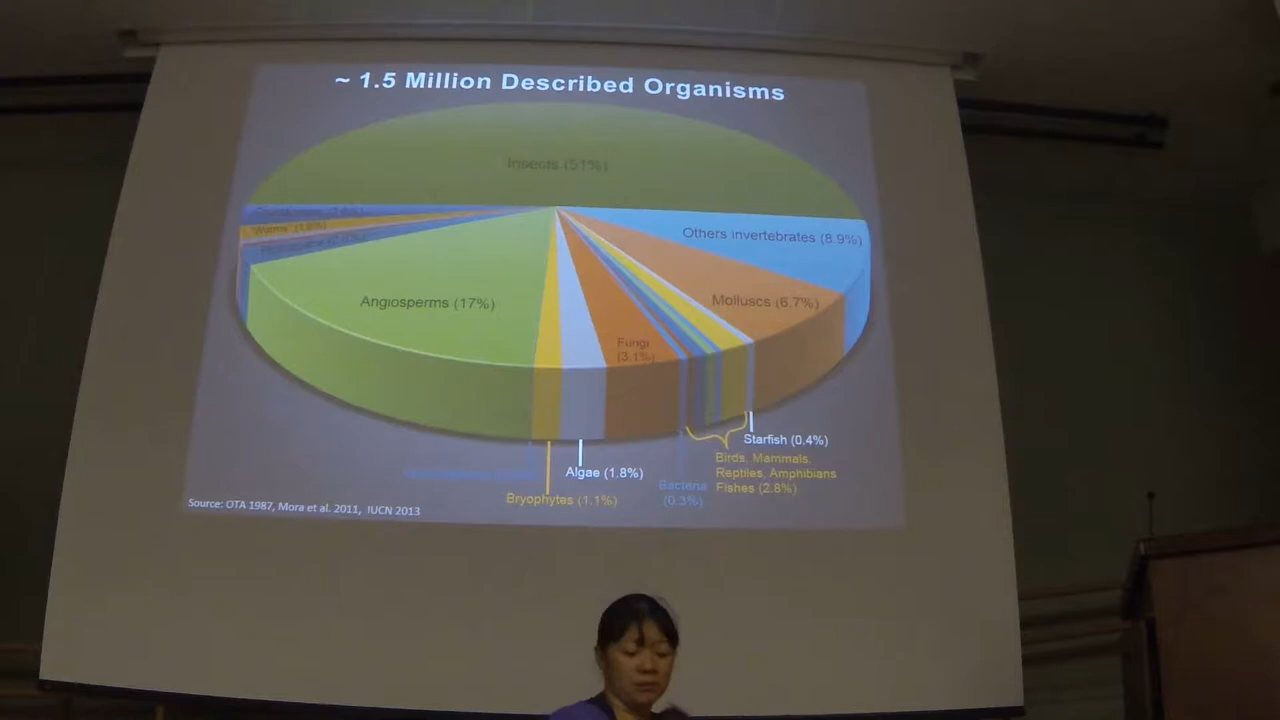 ~ 1.5 Million Described Organisms
Insects (51%)
Others invertebrates (8.9%)
Worms (1.6%)
Angiosperms (17%)
Molluscs (6.7%)
Fungi
(3.1%)
Starfish (0.4%)
Birds, Mammals,
Reptiles, Amphibians
Fishes (2.8%)
Algae (1.8%)
Bacteria
(0.3%)
Bryophytes (1.1%)
Source: OTA 1987, Mora et al. 2011, IUCN 2013